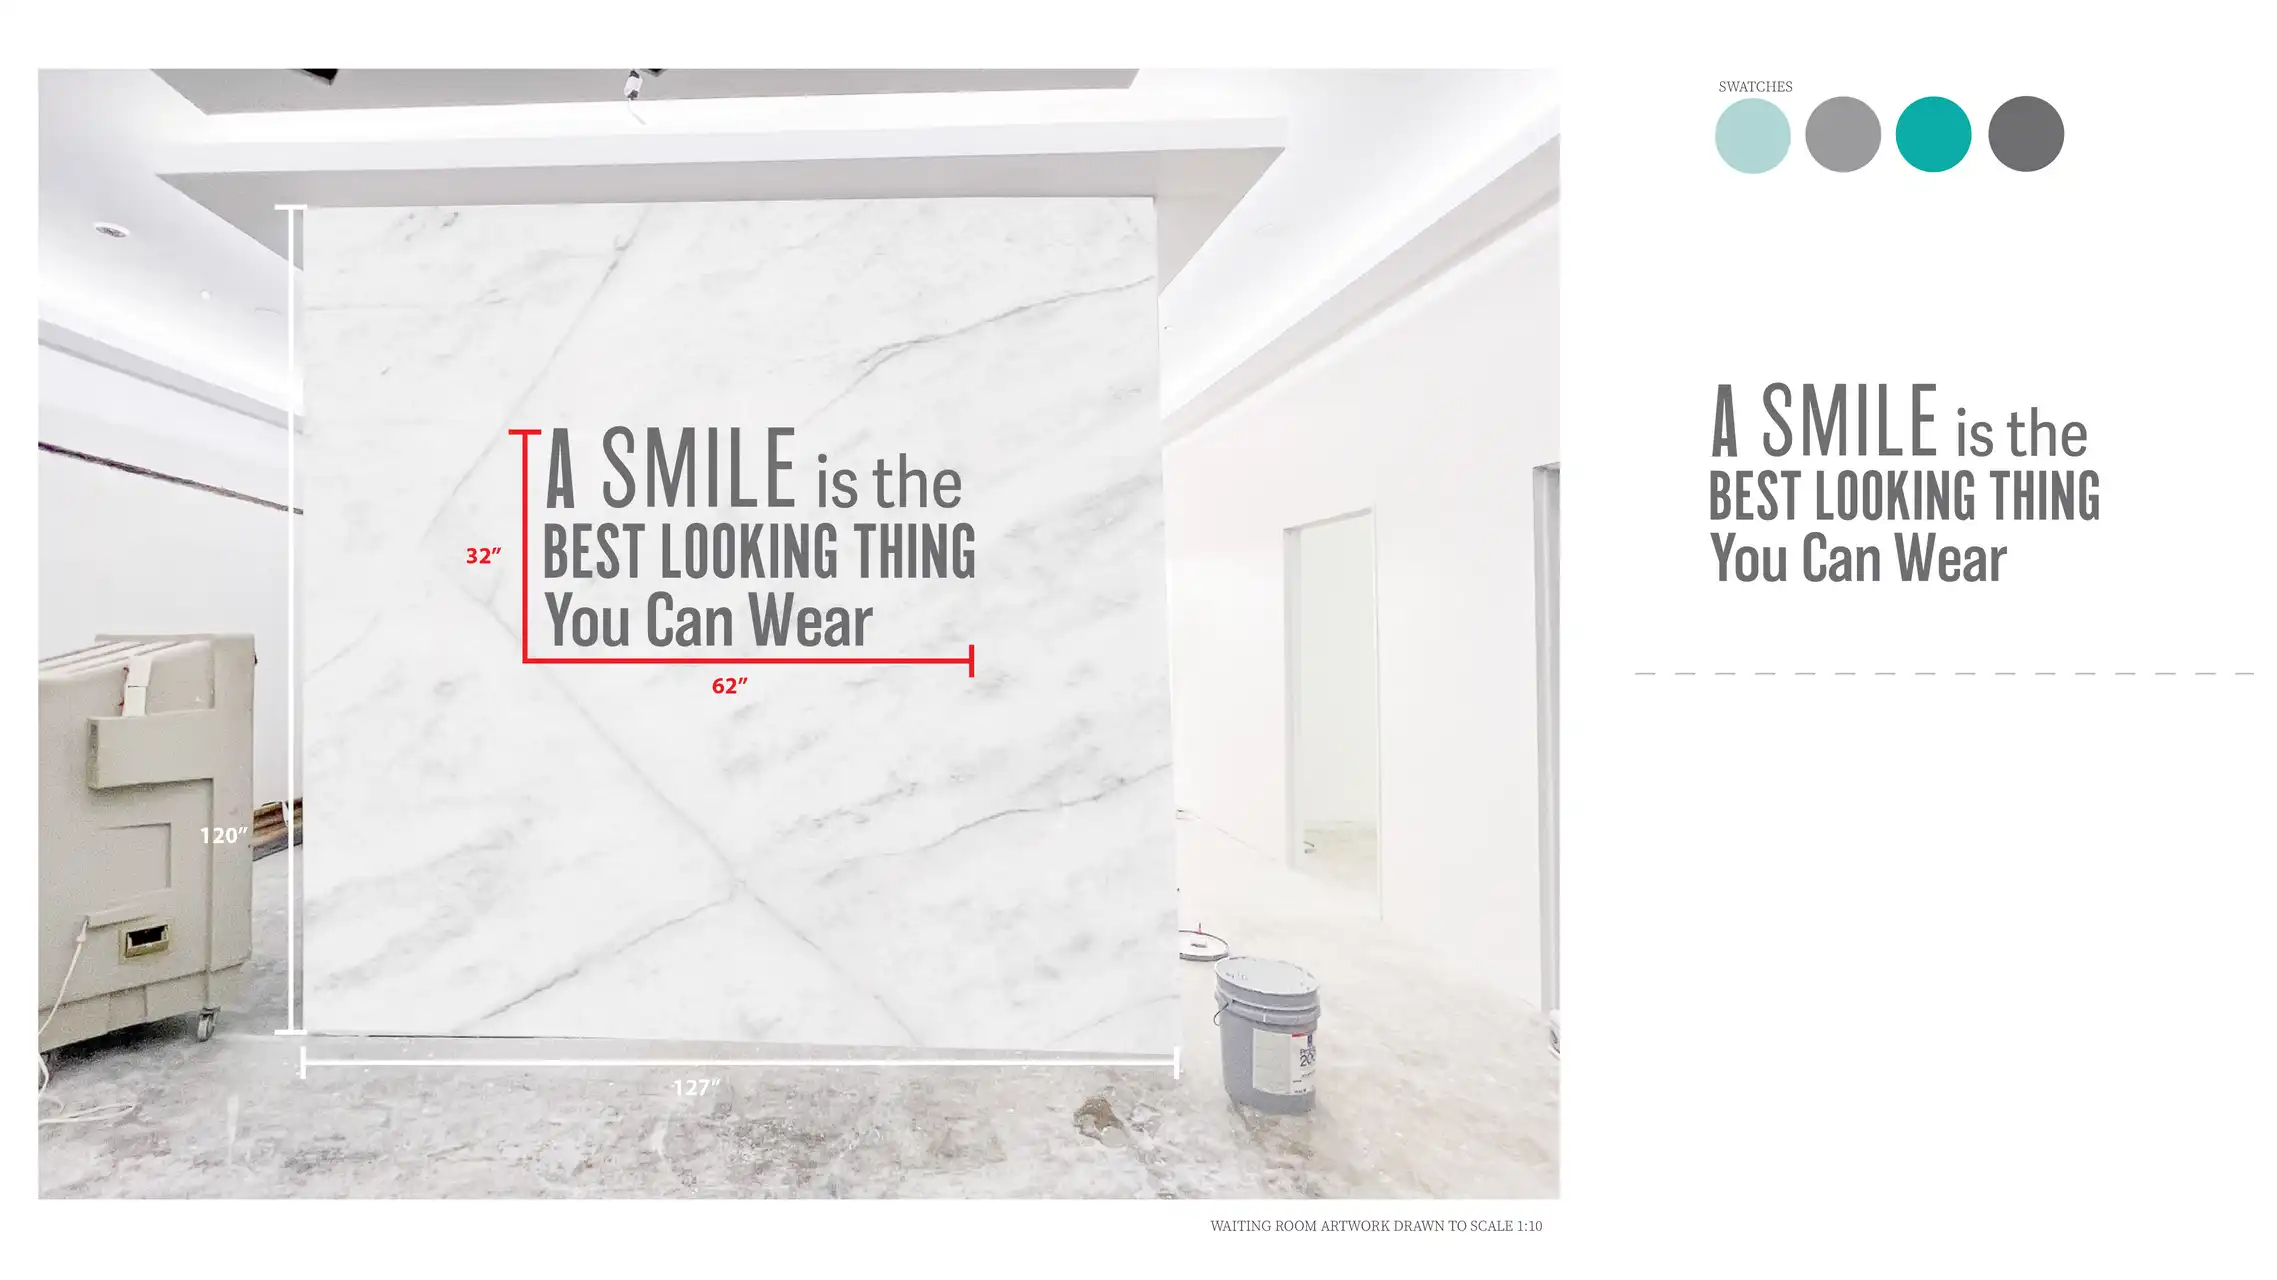 SWATCHES
A SMILE is the
BEST LOOKING THING
You Can Wear
32”
62”
120”
127”
A SMILE is the
BEST LOOKING THING
You Can Wear
WAITING ROOM ARTWORK DRAWN TO SCALE 1:10